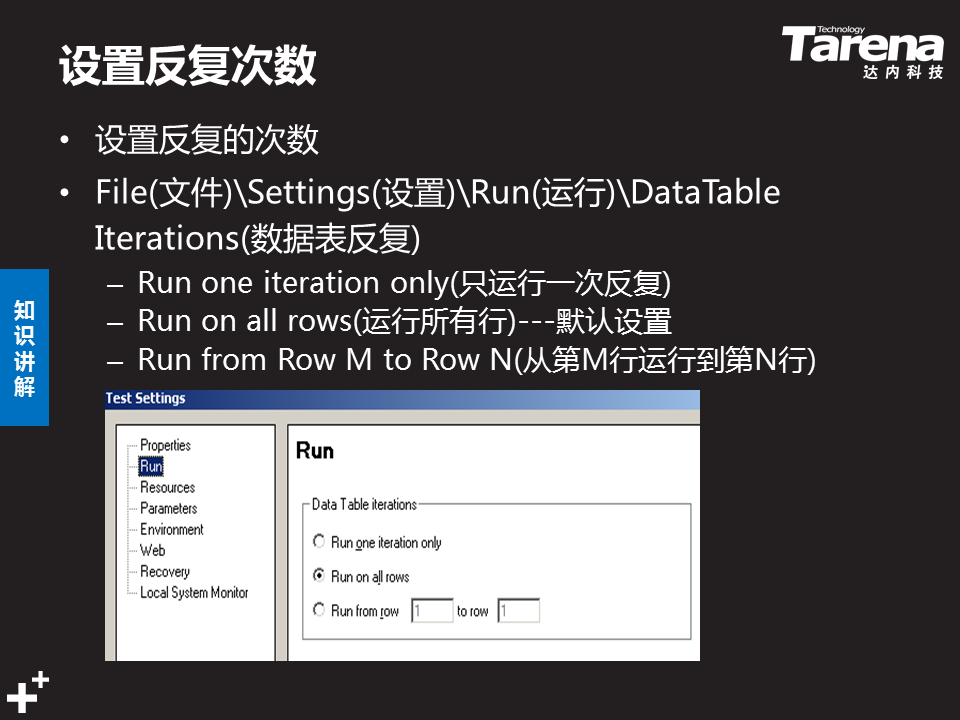 设置反复次数
Technology
Tarena
达内科技
• 设置反复的次数
• File(文件)\Settings(设置)\Run(运行)\DataTable
Iterations(数据表反复)
– Run one iteration only(只运行一次反复)
– Run on all rows(运行所有行)---默认设置
– Run from Row M to Row N(从第M行运行到第N行)
知
识
讲
解
Test Settings
Properties
Run
Resources
Parameters
Environment
Web
Recovery
Local System Monitor
Run
Data Table iterations
Run one iteration only
Run on all rows
Run from row 1 to row 1